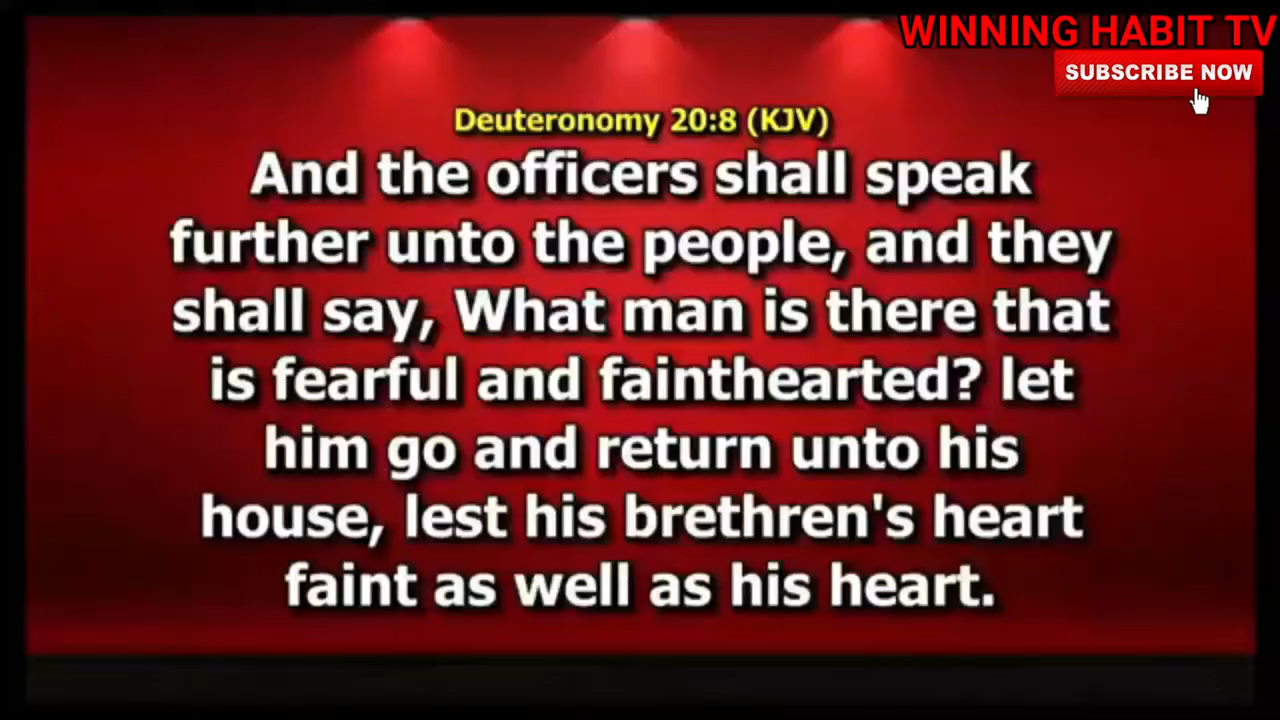 WINNING HABIT TV
SUBSCRIBE NOW
Deuteronomy 20:8 (KJV)
And the officers shall speak
further unto the people, and they
shall say, What man is there that
is fearful and fainthearted? let
him go and return unto his
house, lest his brethren's heart
faint as well as his heart.